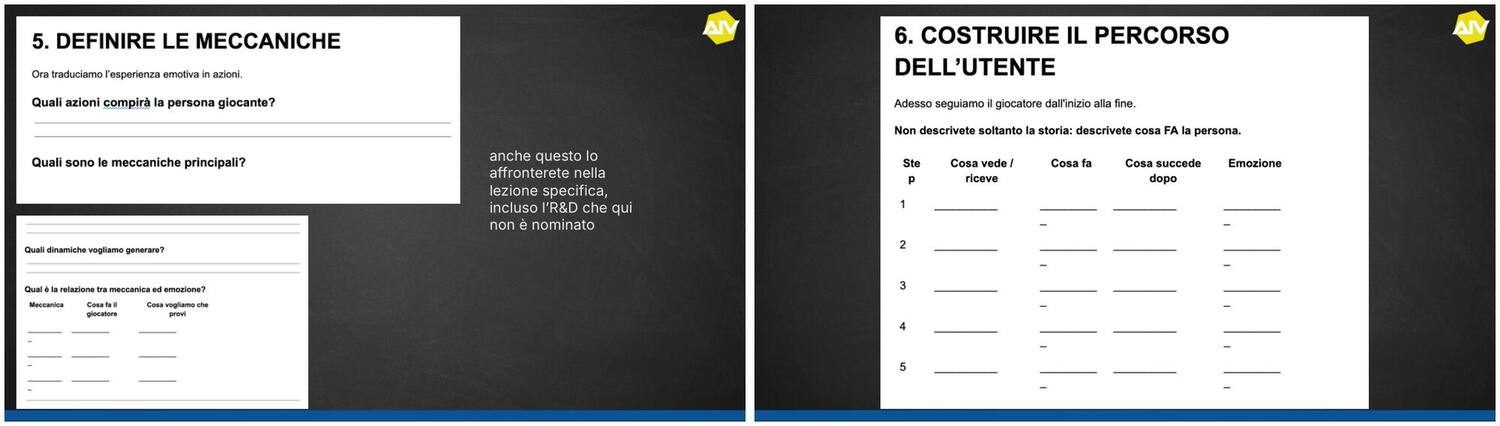 AIV
5. DEFINIRE LE MECCANICHE
Ora traduciamo l'esperienza emotiva in azioni.
Quali azioni compirà la persona giocante?
Quali sono le meccaniche principali?
anche questo lo
affronterete nella
lezione specifica,
incluso l'R&D che qui
non è nominato
Quali dinamiche vogliamo generare?
Qual è la relazione tra meccanica ed emozione?
Meccanica Cosa fa il giocatore Cosa vogliamo che provi
AIV
6. COSTRUIRE IL PERCORSO
DELL'UTENTE
Adesso seguiamo il giocatore dall'inizio alla fine.
Non descrivete soltanto la storia: descrivete cosa FA la persona.
Step Cosa vede / riceve Cosa fa Cosa succede dopo Emozione
1
2
3
4
5